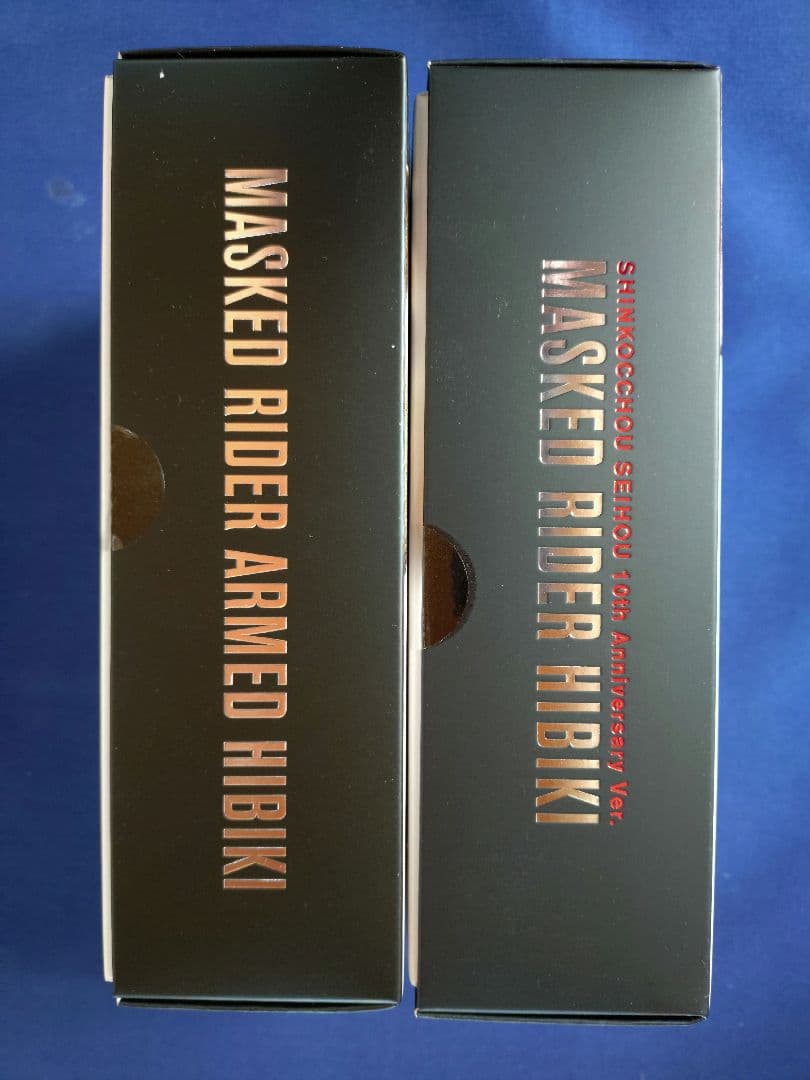 MASKED RIDER ARMED HIBIKI
SHINKOCCHOU SEIHOU 10th Anniversary Ver.
MASKED RIDER HIBIKI